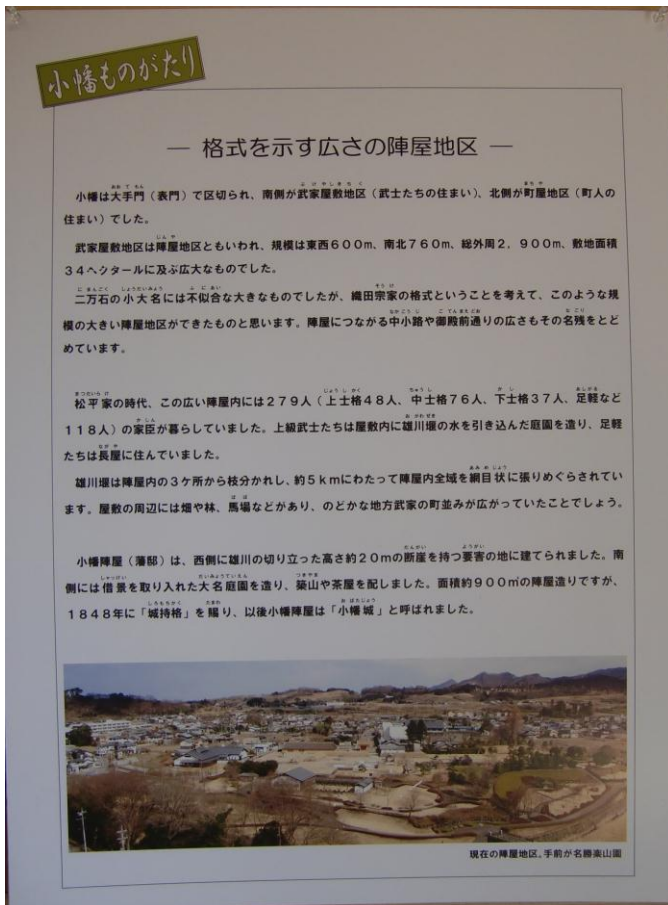 小幡ものがたり
― 格式を示す広さの陣屋地区 ―
小幡は大手門（表門）で区切られ、南側が武家屋敷地区（武士たちの住まい）、北側が町屋地区（町人の
住まい）でした。
武家屋敷地区は陣屋地区ともいわれ、規模は東西600m、南北760m、総外周2，900m、敷地面積
34ヘクタールに及ぶ広大なものでした。
二万石の小大名には不似合な大きなものでしたが、織田宗家の格式ということを考えて、このような規
模の大きい陣屋地区ができたものと思います。陣屋につながる中小路や御殿前通りの広さもその名残をとど
めています。
松平家の時代、この広い陣屋内には279人（上士格48人、中士格76人、下士格37人、足軽など
118人）の家臣が暮らしていました。上級武士たちは屋敷内に雄川堰の水を引き込んだ庭園を造り、足軽
たちは長屋に住んでいました。
雄川堰は陣屋内の3ケ所から枝分かれし、約5kmにわたって陣屋内全域を網目状に張りめぐらされてい
ます。屋敷の周辺には畑や林、馬場などがあり、のどかな地方武家の町並みが広がっていたことでしょう。
小幡陣屋（藩邸）は、西側に雄川の切り立った高さ約20mの断崖を持つ要害の地に建てられました。南
側には借景を取り入れた大名庭園を造り、築山や茶屋を配しました。面積約900㎡の陣屋造りですが、
1848年に「城持格」を賜り、以後小幡陣屋は「小幡城」と呼ばれました。
現在の陣屋地区。手前が名勝楽山園